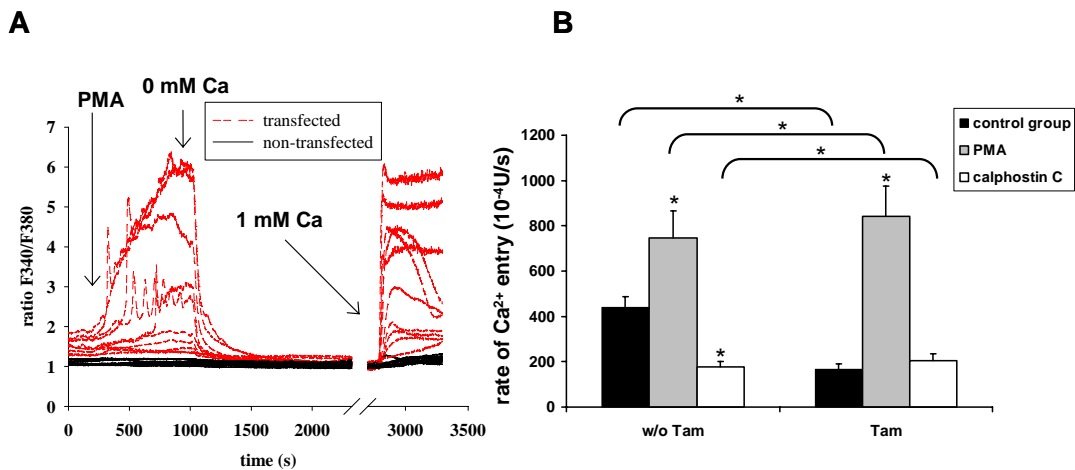 A
PMA
0 mM Ca
transfected
non-transfected
1 mM Ca
ratio F340/F380
7
6
5
4
3
2
1
0
0
500
1000
1500
2000
3000
3500
time (s)
B
*
*
*
control group
PMA
calphostin C
rate of Ca²⁺ entry (10⁻⁴U/s)
1200
1000
800
600
400
200
0
*
*
*
w/o Tam
Tam